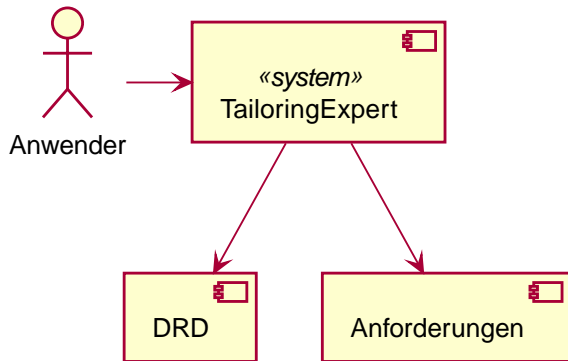 «system»
TailoringExpert
Anwender
DRD
Anforderungen